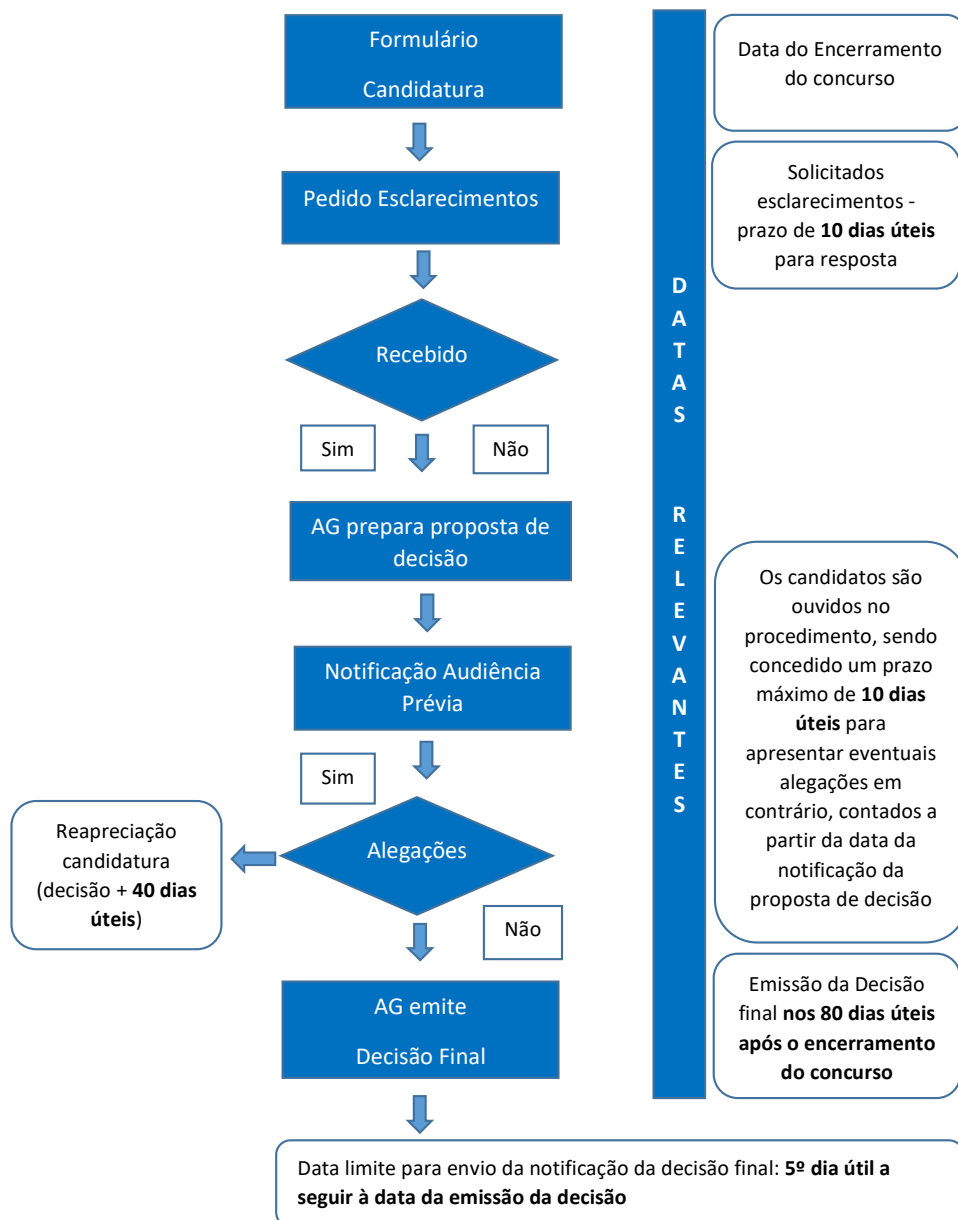 Formulário
Candidatura
Data do Encerramento
do concurso
Pedido Esclarecimentos
Solicitados
esclarecimentos -
prazo de 10 dias úteis
para resposta
DATAS RELEVANTES
Recebido
Sim
Não
AG prepara proposta de
decisão
Notificação Audiência
Prévia
Os candidatos são
ouvidos no
procedimento, sendo
concedido um prazo
máximo de 10 dias
úteis para
apresentar eventuais
alegações em
contrário, contados a
partir da data da
notificação da
proposta de decisão
Sim
Alegações
Reapreciação
candidatura
(decisão + 40 dias
úteis)
Não
AG emite
Decisão Final
Emissão da Decisão
final nos 80 dias úteis
após o encerramento
do concurso
Data limite para envio da notificação da decisão final: 5º dia útil a
seguir à data da emissão da decisão